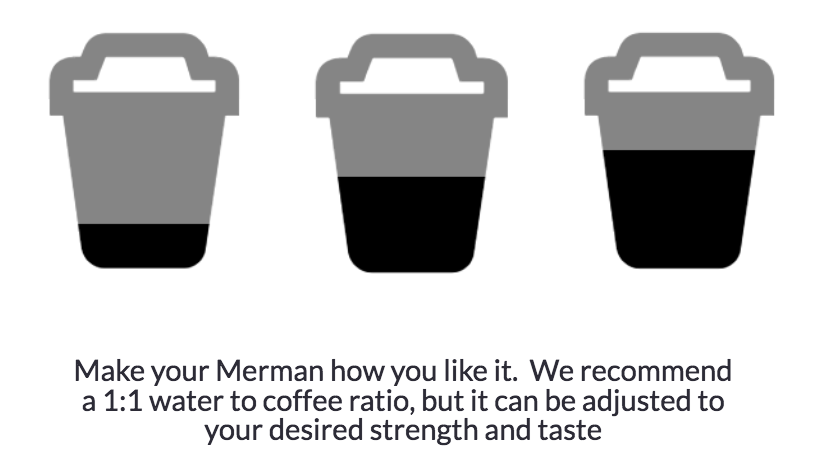 Make your Merman how you like it.  We recommend
a 1:1 water to coffee ratio, but it can be adjusted to
your desired strength and taste